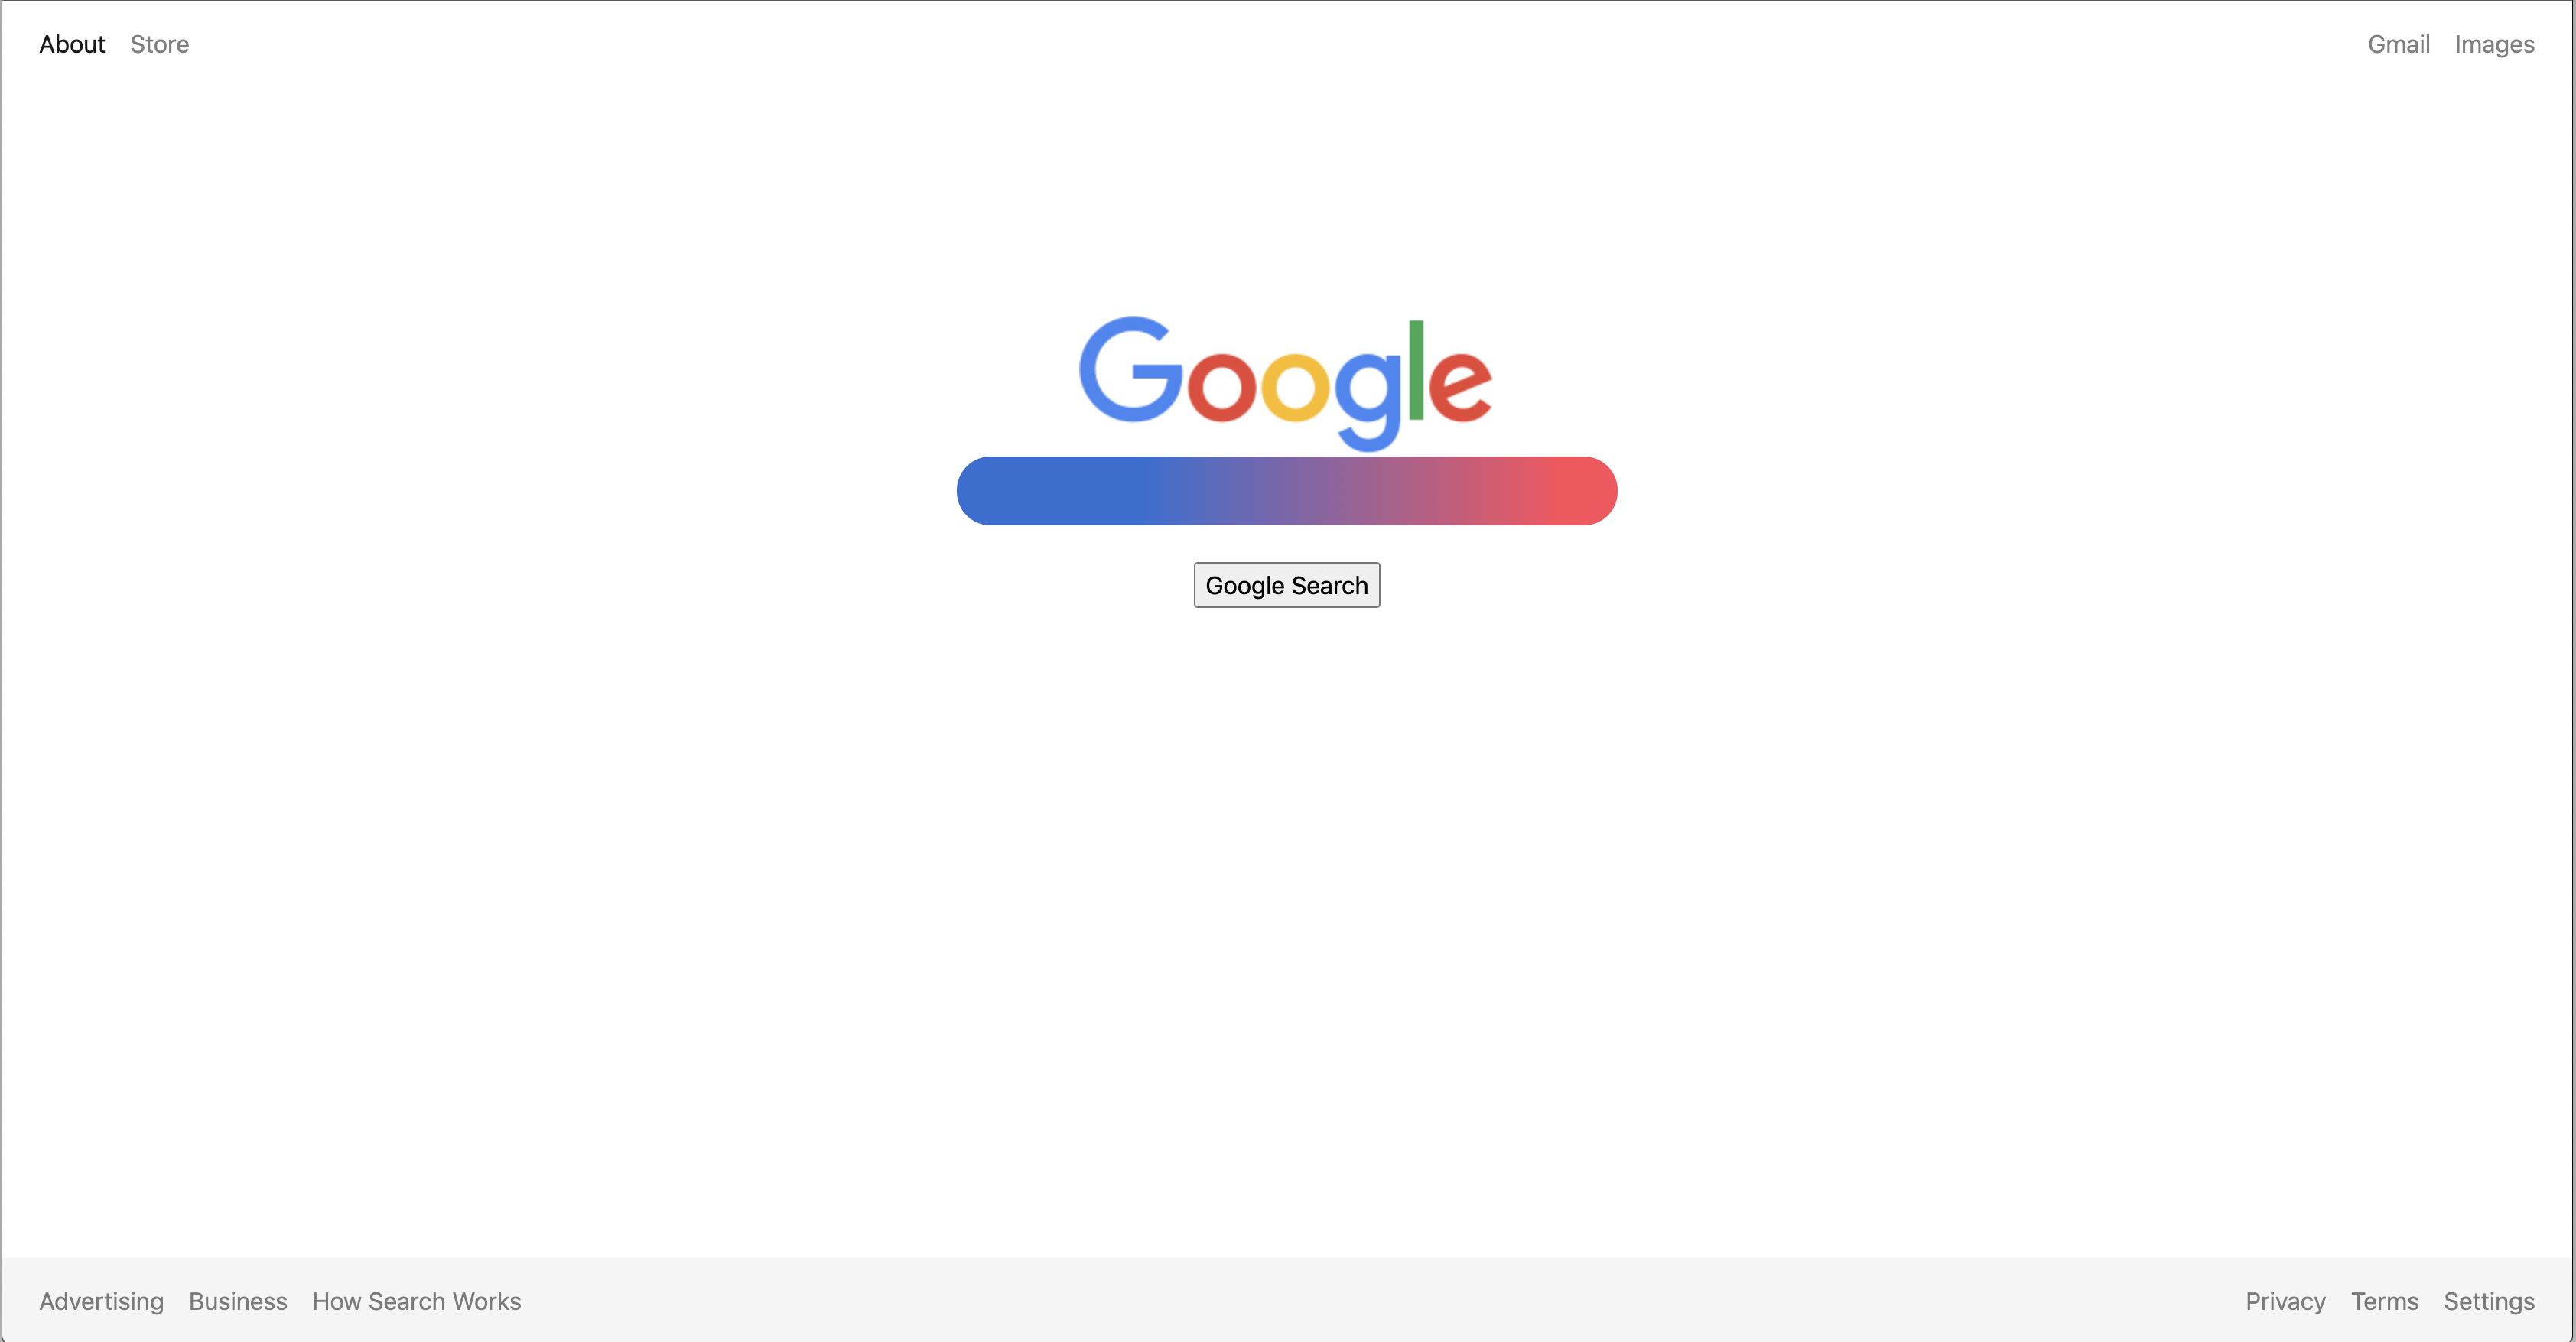 About Store Gmail Images
Google
Google Search
Advertising Business How Search Works Privacy Terms Settings